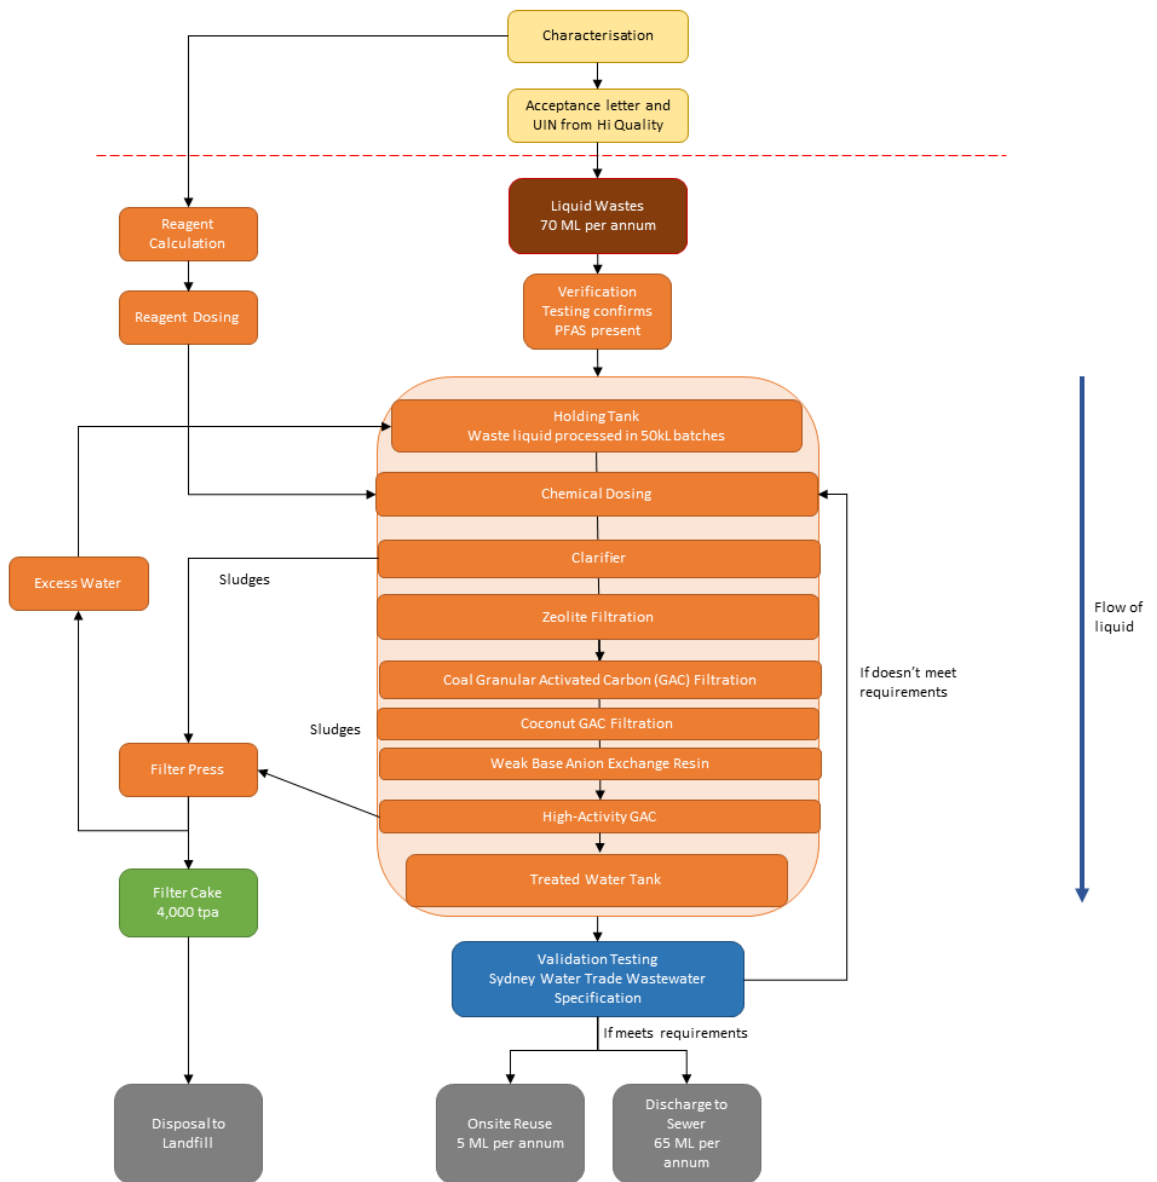 Characterisation
Acceptance letter and
UIN from Hi Quality
Liquid Wastes
70 ML per annum
Reagent
Calculation
Verification
Testing confirms
PFAS present
Reagent Dosing
Holding Tank
Waste liquid processed in 50kL batches
Chemical Dosing
Clarifier
Excess Water
Sludges
Zeolite Filtration
Flow of
liquid
Coal Granular Activated Carbon (GAC) Filtration
If doesn't meet
requirements
Coconut GAC Filtration
Sludges
Weak Base Anion Exchange Resin
Filter Press
High-Activity GAC
Treated Water Tank
Filter Cake
4,000 tpa
Validation Testing
Sydney Water Trade Wastewater
Specification
If meets requirements
Disposal to
Landfill
Onsite Reuse
5 ML per annum
Discharge to
Sewer
65 ML per
annum